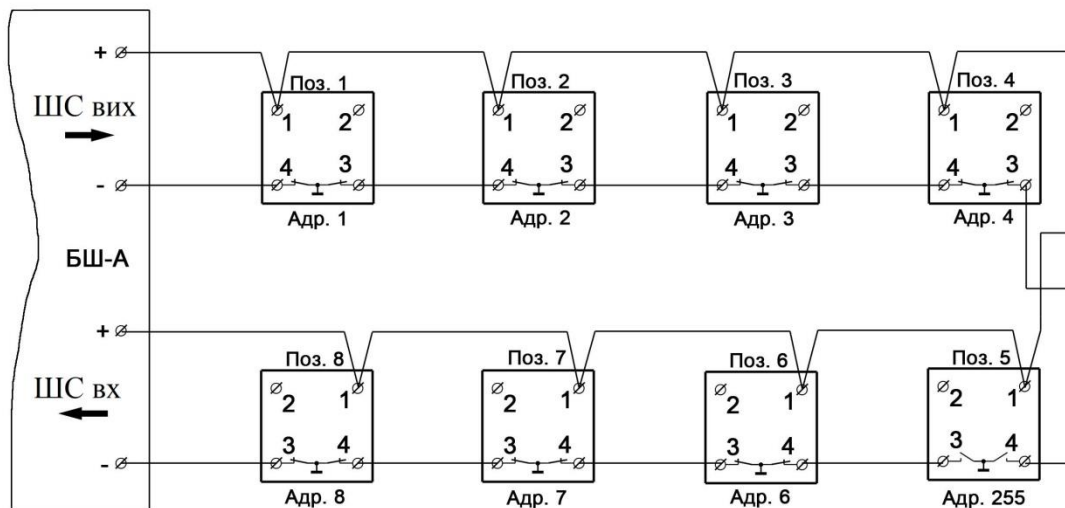 +
ШС вих
-
Поз. 1
1 2
4 3
Адр. 1
Поз. 2
1 2
4 3
Адр. 2
Поз. 3
1 2
4 3
Адр. 3
Поз. 4
1 2
4 3
Адр. 4
БШ-А
+
ШС вх
-
Поз. 8
2 1
3 4
Адр. 8
Поз. 7
2 1
3 4
Адр. 7
Поз. 6
2 1
3 4
Адр. 6
Поз. 5
2 1
3 4
Адр. 255